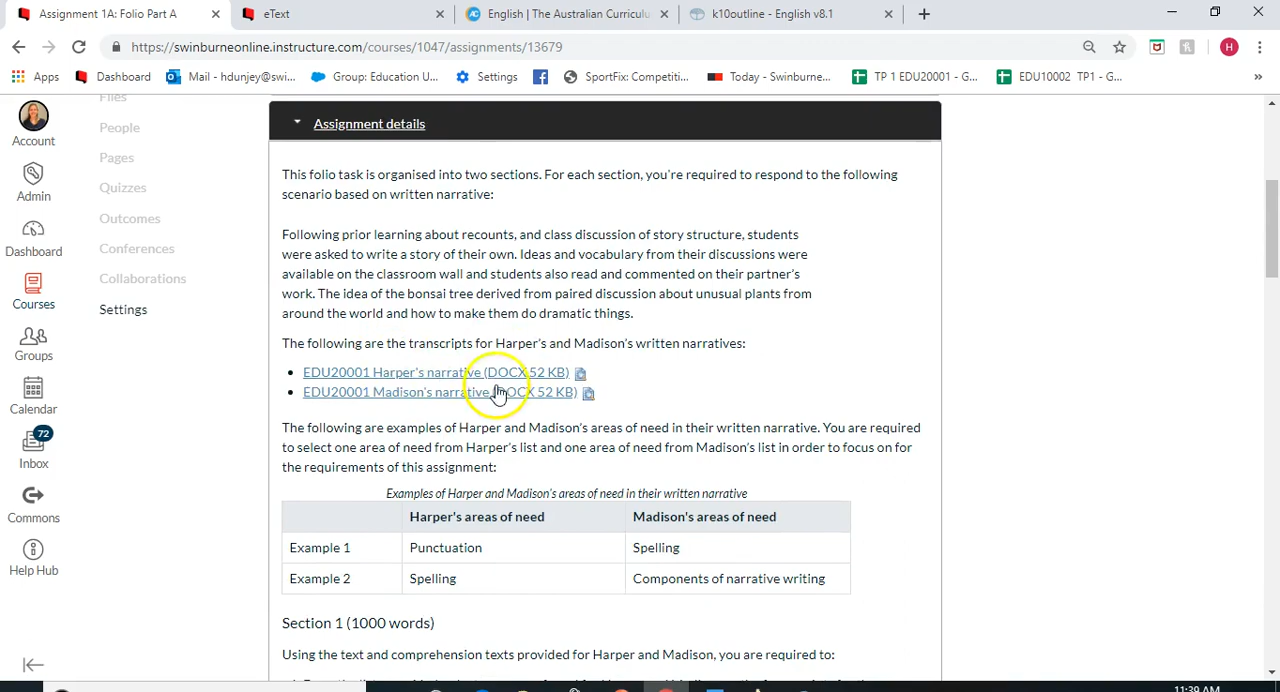 Assignment 1A: Folio Part A
eText
English | The Australian Curriculu
k10outline - English v8.1
https://swinburneonline.instructure.com/courses/1047/assignments/13679
H
Apps
Dashboard
Mail - hdunjey@swi...
Group: Education U...
Settings
SportFix: Competiti...
Today - Swinburne...
TP 1 EDU20001 - G...
EDU10002 TP1 - G...
»
Account
Admin
Dashboard
Courses
Groups
Calendar
72
Inbox
Commons
Help Hub
Files
People
Pages
Quizzes
Outcomes
Conferences
Collaborations
Settings
Assignment details
This folio task is organised into two sections. For each section, you're required to respond to the following
scenario based on written narrative:
Following prior learning about recounts, and class discussion of story structure, students
were asked to write a story of their own. Ideas and vocabulary from their discussions were
available on the classroom wall and students also read and commented on their partner's
work. The idea of the bonsai tree derived from paired discussion about unusual plants from
around the world and how to make them do dramatic things.
The following are the transcripts for Harper's and Madison's written narratives:
• EDU20001 Harper's narrative (DOCX 52 KB)
• EDU20001 Madison's narrative (DOCX 52 KB)
The following are examples of Harper and Madison's areas of need in their written narrative. You are required
to select one area of need from Harper's list and one area of need from Madison's list in order to focus on for
the requirements of this assignment:
Examples of Harper and Madison's areas of need in their written narrative
Harper's areas of need
Madison's areas of need
Example 1
Punctuation
Spelling
Example 2
Spelling
Components of narrative writing
Section 1 (1000 words)
Using the text and comprehension texts provided for Harper and Madison, you are required to:
11:39 AM